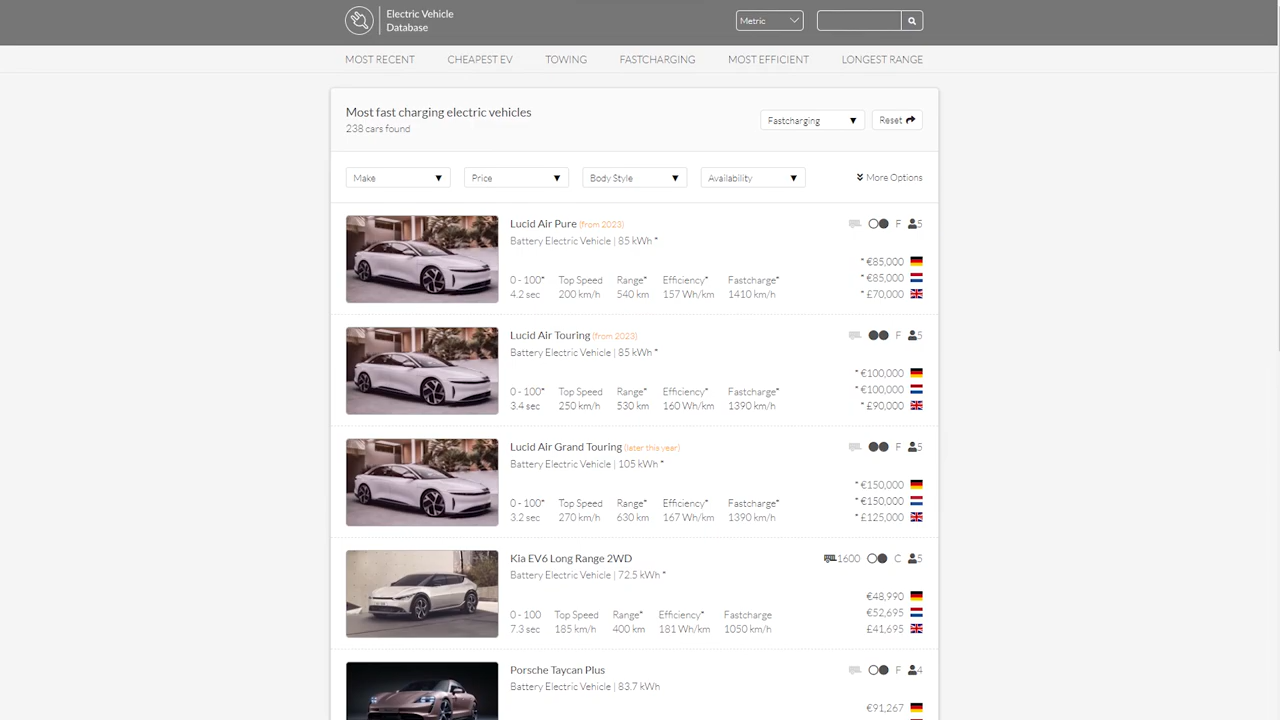 Electric Vehicle
Database
Metric
MOST RECENT CHEAPEST EV TOWING FASTCHARGING MOST EFFICIENT LONGEST RANGE
Most fast charging electric vehicles
238 cars found
Fastcharging Reset
Make Price Body Style Availability More Options
Lucid Air Pure (from 2023) F 5
Battery Electric Vehicle | 85 kWh *
* €85,000
0 - 100* Top Speed Range* Efficiency* Fastcharge* * €85,000
4.2 sec 200 km/h 540 km 157 Wh/km 1410 km/h * £70,000
Lucid Air Touring (from 2023) F 5
Battery Electric Vehicle | 85 kWh *
* €100,000
0 - 100* Top Speed Range* Efficiency* Fastcharge* * €100,000
3.4 sec 250 km/h 530 km 160 Wh/km 1390 km/h * £90,000
Lucid Air Grand Touring (later this year) F 5
Battery Electric Vehicle | 105 kWh *
* €150,000
0 - 100* Top Speed Range* Efficiency* Fastcharge* * €150,000
3.2 sec 270 km/h 630 km 167 Wh/km 1390 km/h * £125,000
Kia EV6 Long Range 2WD 1600 C 5
Battery Electric Vehicle | 72.5 kWh *
€48,990
0 - 100 Top Speed Range* Efficiency* Fastcharge €52,695
7.3 sec 185 km/h 400 km 181 Wh/km 1050 km/h £41,695
Porsche Taycan Plus F 4
Battery Electric Vehicle | 83.7 kWh
€91,267